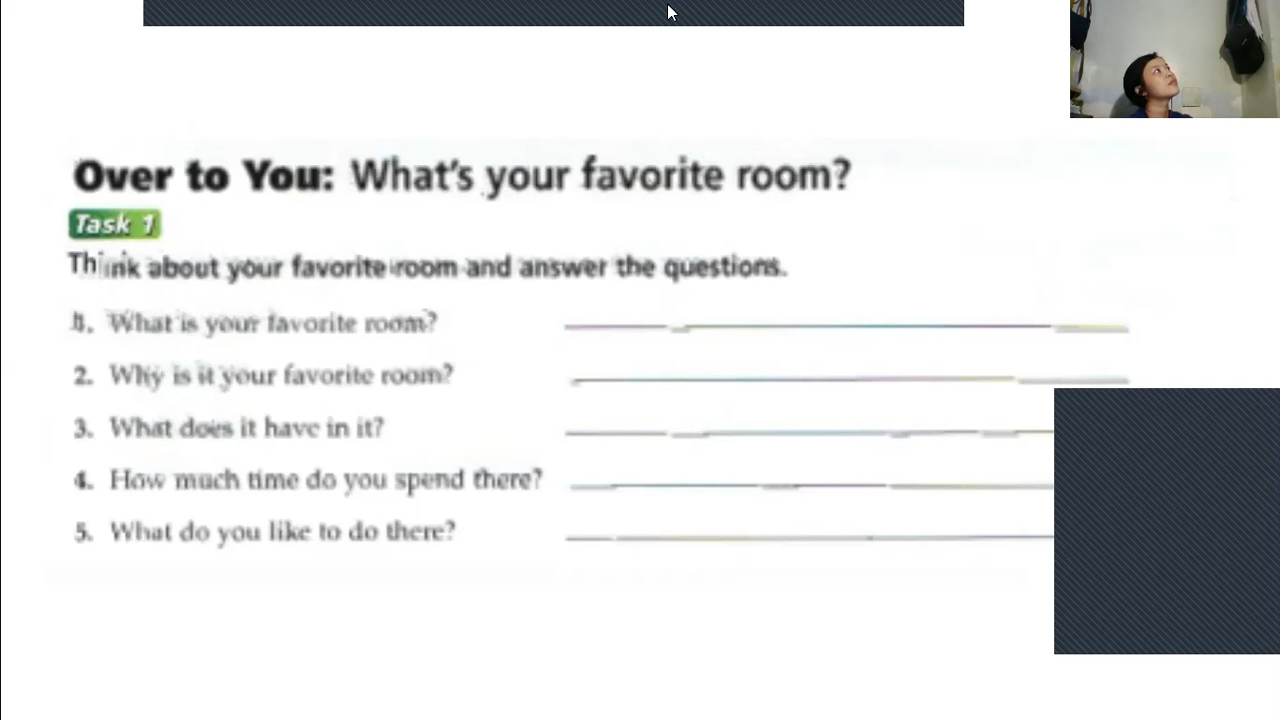 Over to You: What's your favorite room?
Task 1
Think about your favorite room and answer the questions.
1. What is your favorite room?
2. Why is it your favorite room?
3. What does it have in it?
4. How much time do you spend there?
5. What do you like to do there?